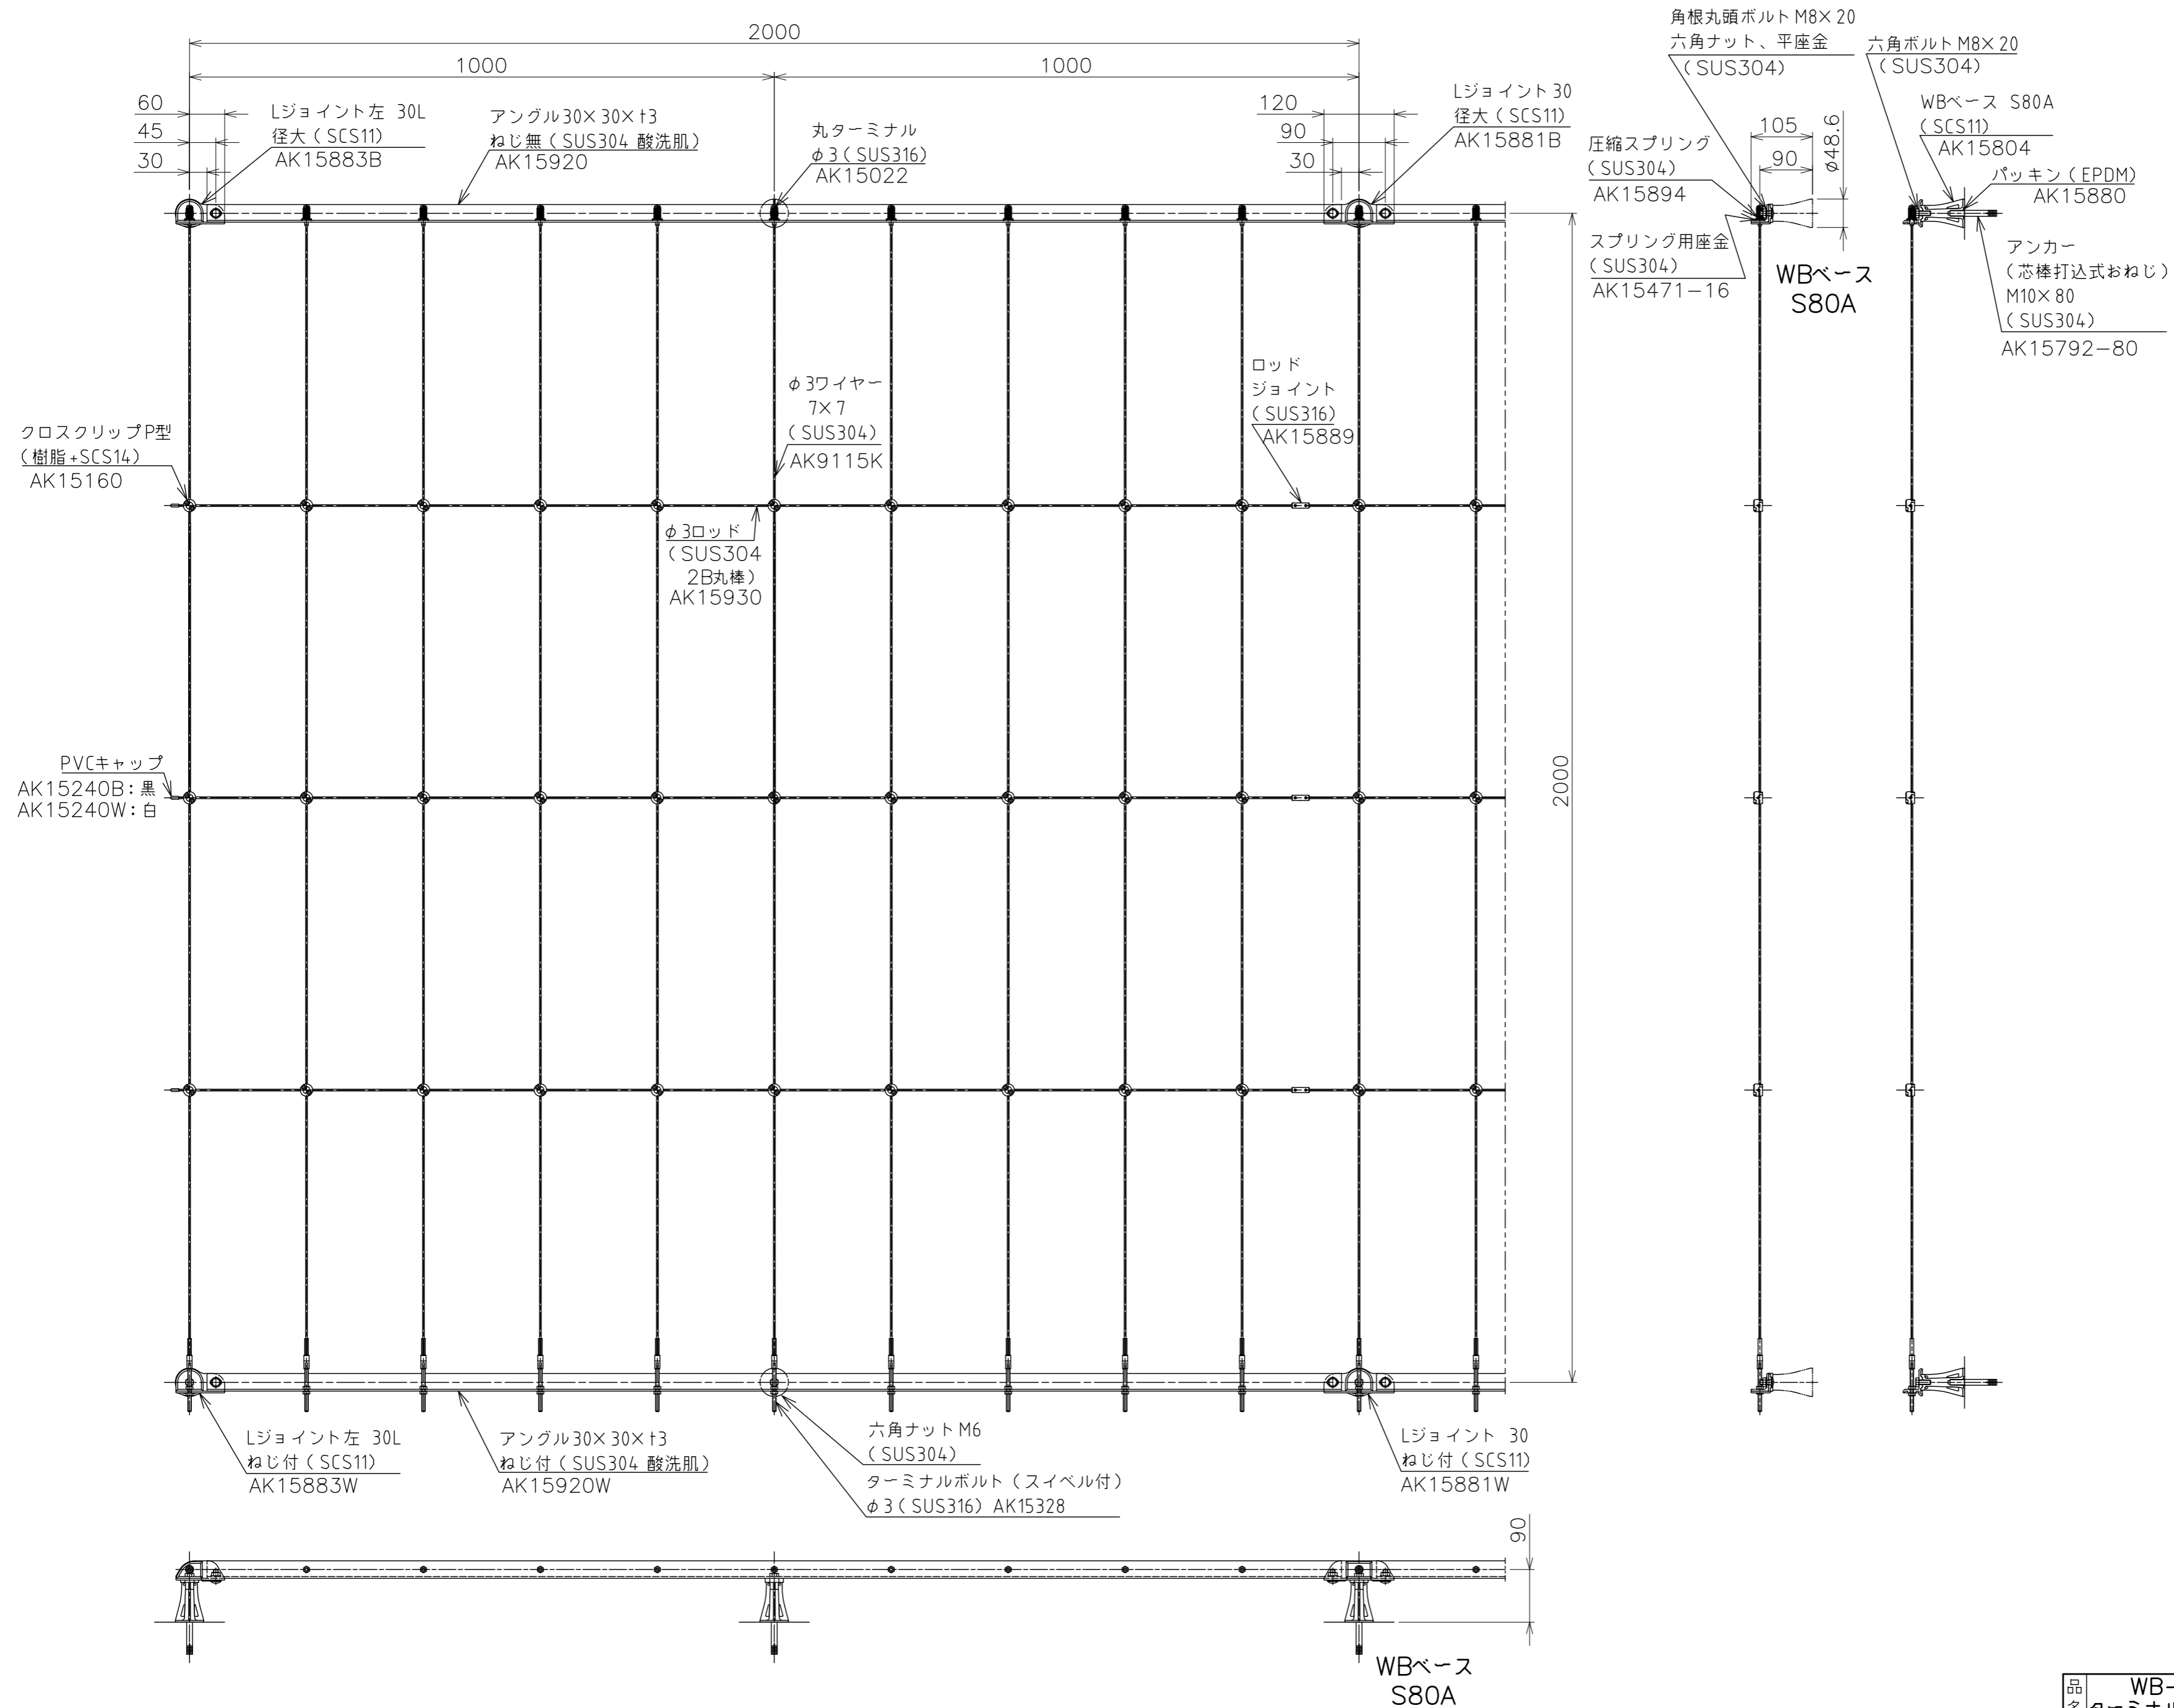 2000
1000
1000
60
45
30
Lジョイント左 30L
径大(SCS11)
AK15883B
アングル30×30×t3
ねじ無(SUS304 酸洗肌)
AK15920
丸ターミナル
φ3(SUS316)
AK15022
120
90
30
Lジョイント30
径大(SCS11)
AK15881B
角根丸頭ボルトM8×20
六角ナット、平座金
(SUS304)
六角ボルトM8×20
(SUS304)
WBベース S80A
(SCS11)
AK15804
105
90
φ48.6
圧縮スプリング
(SUS304)
AK15894
パッキン(EPDM)
AK15880
スプリング用座金
(SUS304)
AK15471-16
WBベース
S80A
アンカー
(芯棒打込式おねじ)
M10×80
(SUS304)
AK15792-80
φ3ワイヤー
7×7
(SUS304)
AK9115K
ロッド
ジョイント
(SUS316)
AK15889
クロスクリップP型
(樹脂+SCS14)
AK15160
φ3ロッド
(SUS304
2B丸棒)
AK15930
PVCキャップ
AK15240B:黒
AK15240W:白
2000
Lジョイント左 30L
ねじ付(SCS11)
AK15883W
アングル30×30×t3
ねじ付(SUS304 酸洗肌)
AK15920W
六角ナットM6
(SUS304)
ターミナルボルト(スイベル付)
φ3(SUS316) AK15328
Lジョイント 30
ねじ付(SCS11)
AK15881W
90
WBベース
S80A
品
WB-